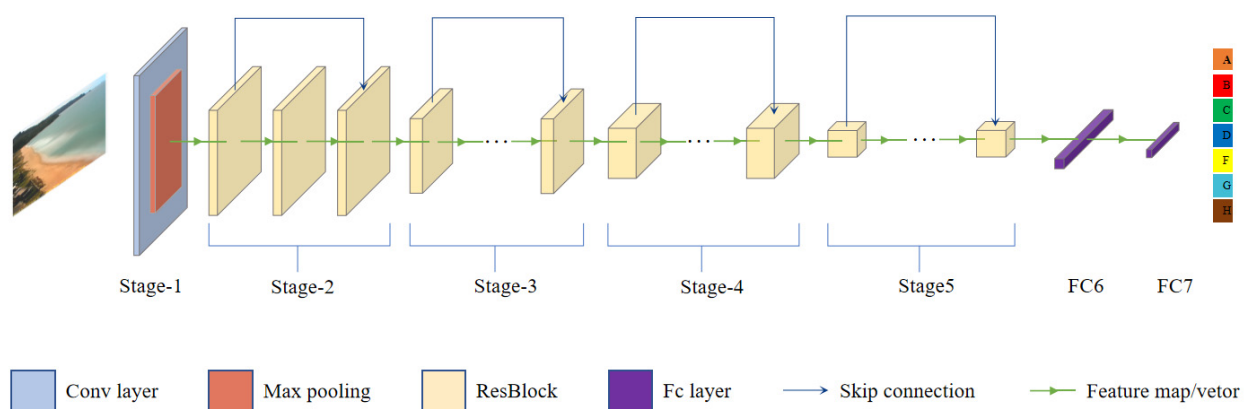 A
B
C
D
F
G
H
Stage-1
Stage-2
Stage-3
Stage-4
Stage5
FC6
FC7
Conv layer
Max pooling
ResBlock
Fc layer
Skip connection
Feature map/vetor